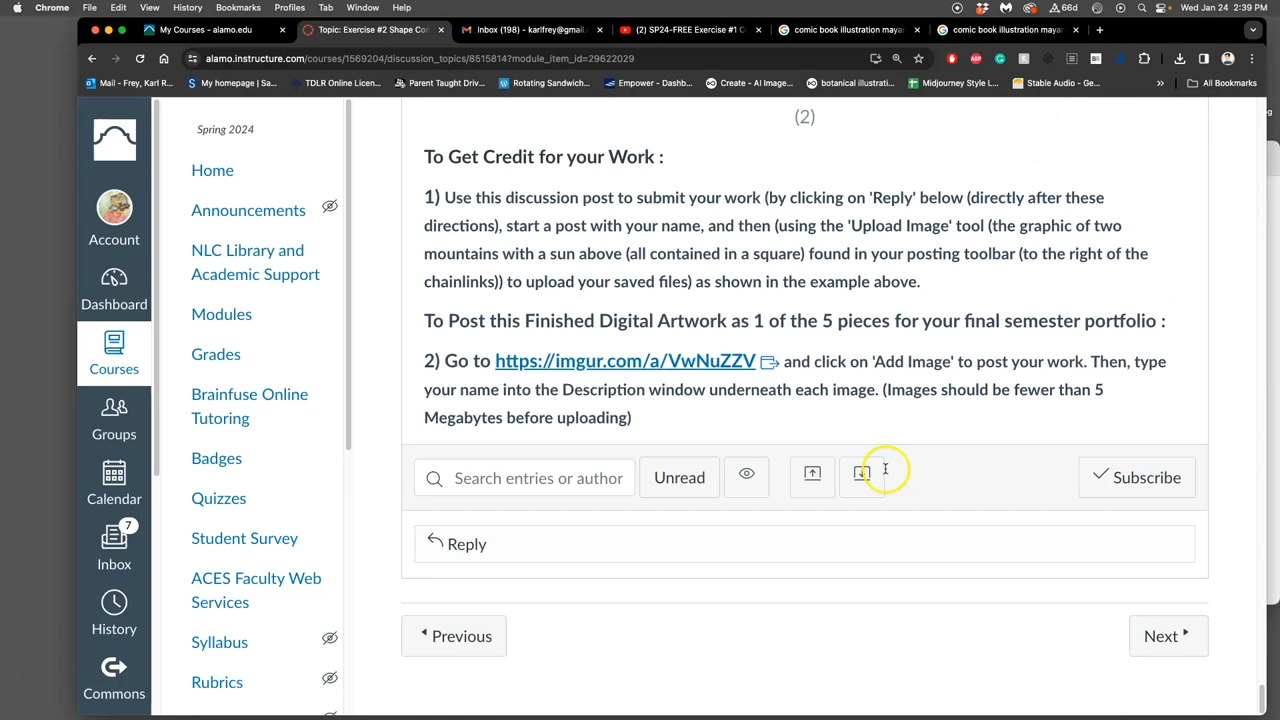 Chrome File Edit View History Bookmarks Profiles Tab Window Help 66d Wed Jan 24 2:39 PM
My Courses - alamo.edu Topic: Exercise #2 Shape Con Inbox (198) - karifrey@gmail. (2) SP24-FREE Exercise #1 C comic book illustration mayan comic book illustration mayan
alamo.instructure.com/courses/1569204/discussion_topics/8515814?module_item_id=29622029
Mail - Frey, Karl R... My homepage | Sa... TDLR Online Licen... Parent Taught Driv... Rotating Sandwich... Empower - Dashb... Create - AI Image... botanical illustrati... Midjourney Style L... Stable Audio - Ge... All Bookmarks
Spring 2024
Home
Announcements
NLC Library and
Academic Support
Modules
Grades
Brainfuse Online
Tutoring
Badges
Quizzes
Student Survey
ACES Faculty Web
Services
Syllabus
Rubrics
Account
Dashboard
Courses
Groups
Calendar
7
Inbox
History
Commons
(2)
To Get Credit for your Work :
1) Use this discussion post to submit your work (by clicking on 'Reply' below (directly after these
directions), start a post with your name, and then (using the 'Upload Image' tool (the graphic of two
mountains with a sun above (all contained in a square) found in your posting toolbar (to the right of the
chainlinks)) to upload your saved files) as shown in the example above.
To Post this Finished Digital Artwork as 1 of the 5 pieces for your final semester portfolio :
2) Go to https://imgur.com/a/VwNuZZV and click on 'Add Image' to post your work. Then, type
your name into the Description window underneath each image. (Images should be fewer than 5
Megabytes before uploading)
Search entries or author Unread Subscribe
Reply
Previous Next